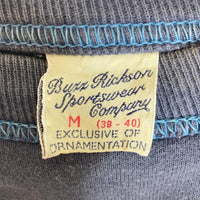 Buzz Rickson
Sportswear
Company
M (38 - 40)
EXCLUSIVE OF
ORNAMENTATION